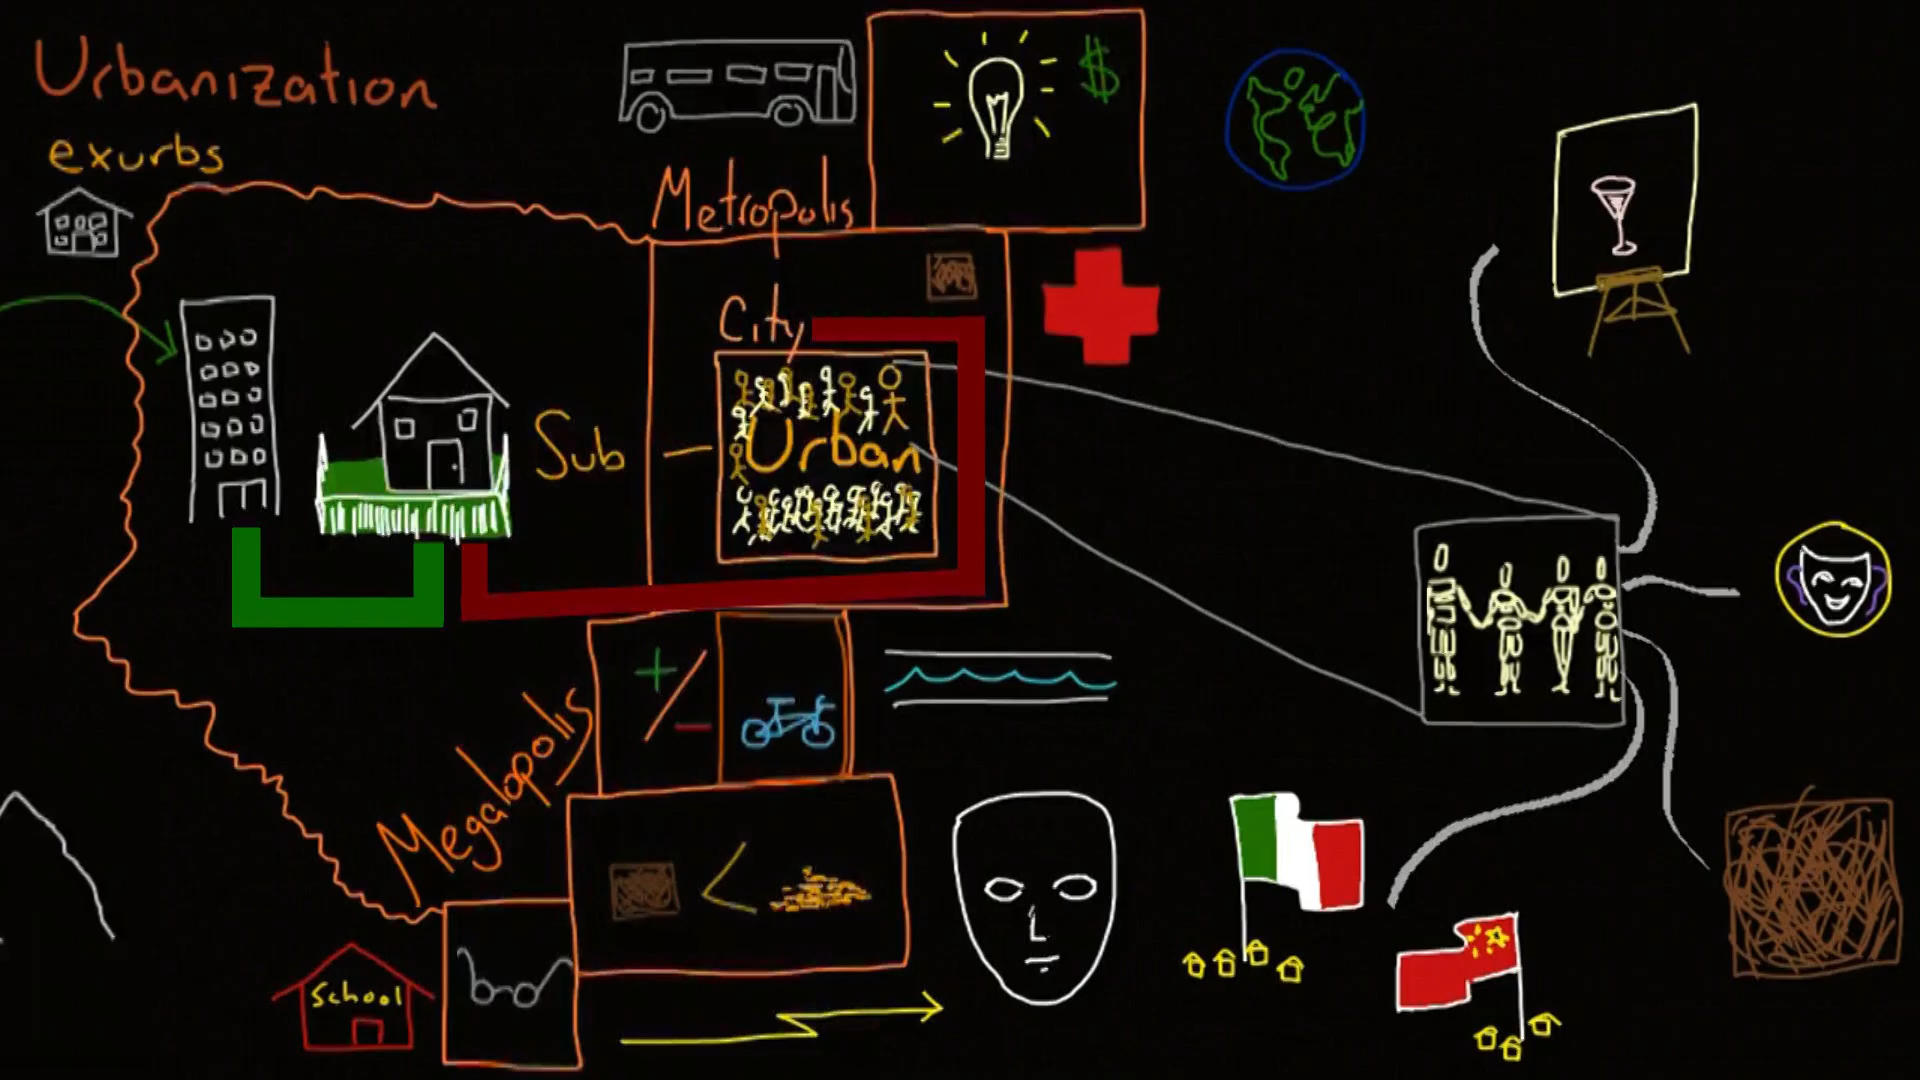 Urbanization
exurbs
Metropolis
City
Sub - Urban
Megalopolis
School
$
+/-
<